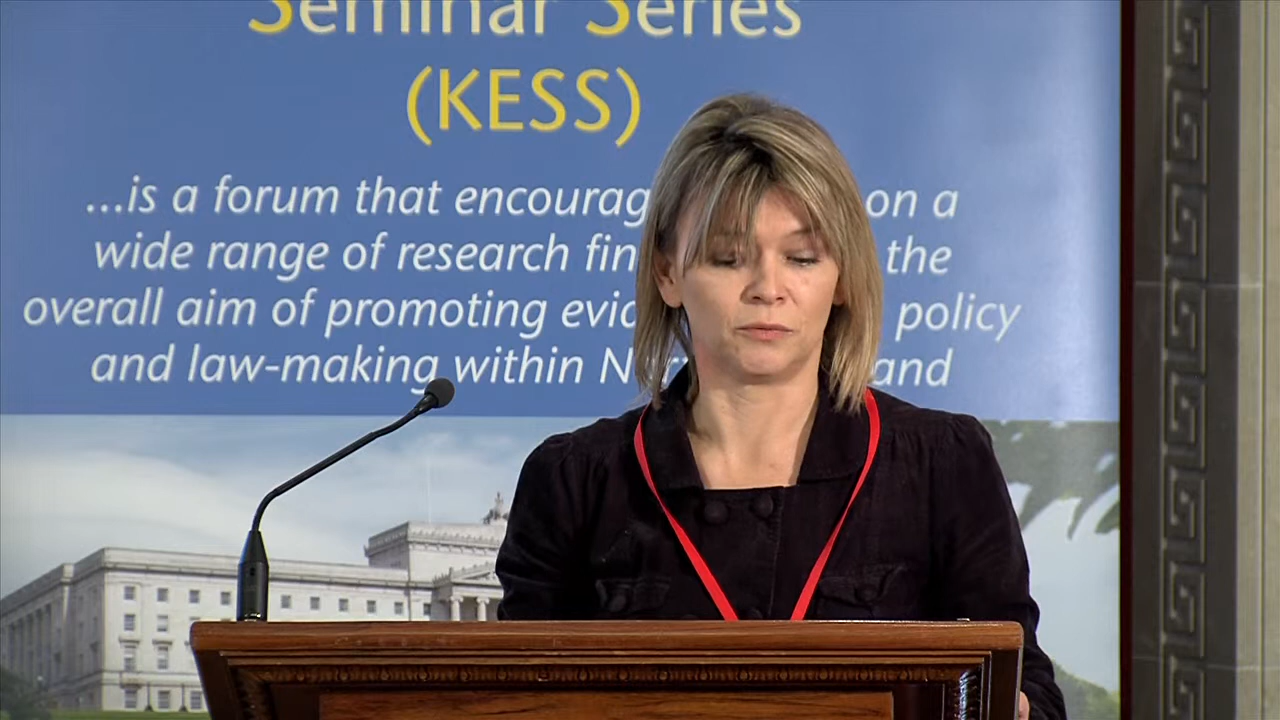 Seminar Series
(KESS)
...is a forum that encourag on a
wide range of research fin the
overall aim of promoting evid policy
and law-making within Nor and